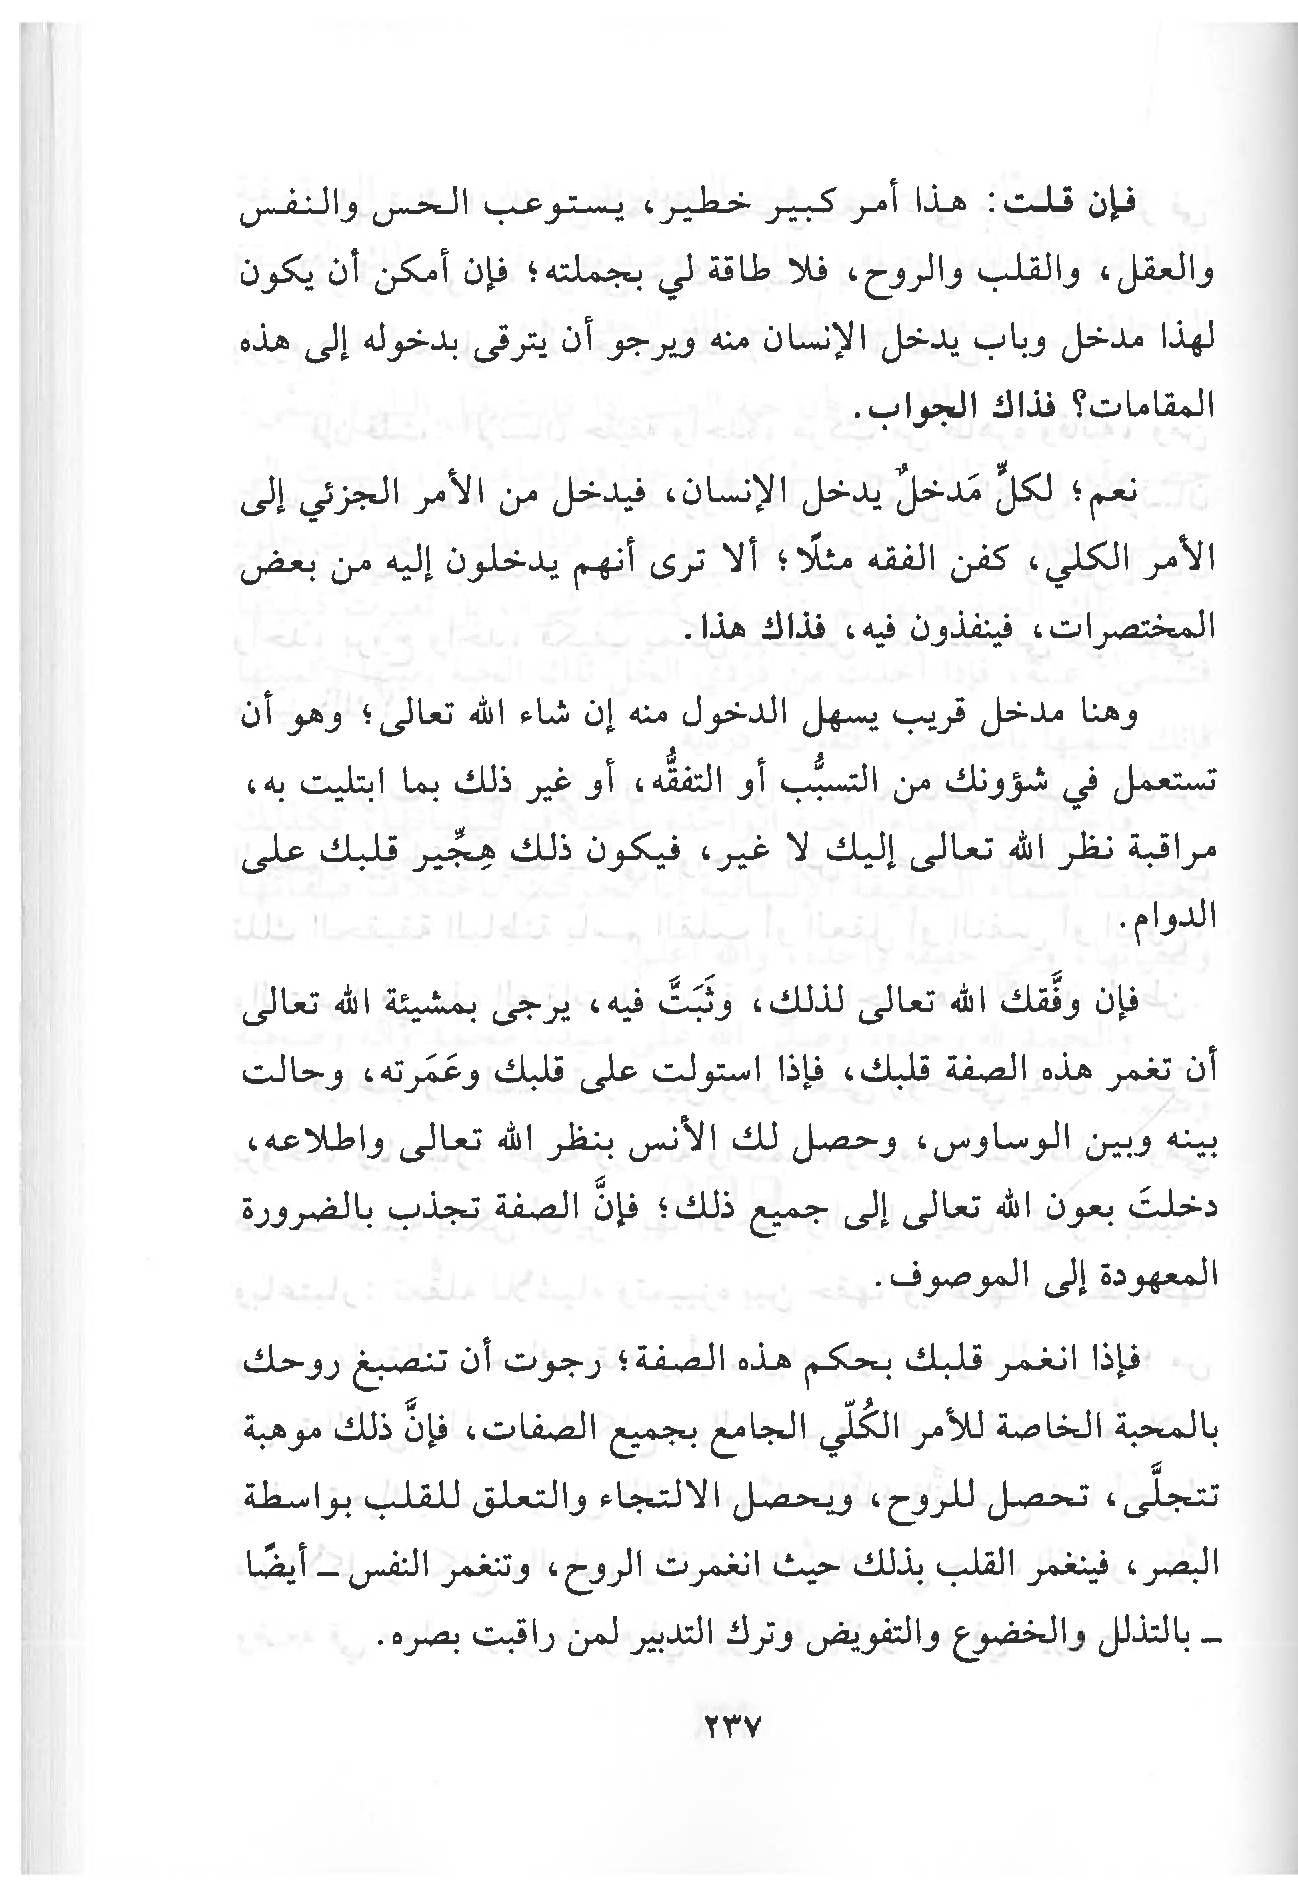 فإن قلت: هذا أمر كبير خطير، يستوعب الحس والنفس
والعقل، والقلب والروح، فلا طاقة لي بجملته؛ فإن أمكن أن يكون
لهذا مدخل وباب يدخل الإنسان منه ويرجو أن يترقى بدخوله إلى هذه
المقامات؟ فذاك الجواب.
نعم؛ لكلٍّ مَدخلٌ يدخل الإنسان، فيدخل من الأمر الجزئي إلى
الأمر الكلي، كفن الفقه مثلًا؛ ألا ترى أنهم يدخلون إليه من بعض
المختصرات، فينفذون فيه، فذاك هذا.
وهنا مدخل قريب يسهل الدخول منه إن شاء الله تعالى؛ وهو أن
تستعمل في شؤونك من التسبُّب أو التفقُّه، أو غير ذلك بما ابتليت به،
مراقبة نظر الله تعالى إليك لا غير، فيكون ذلك هِجِّير قلبك على
الدوام.
فإن وفَّقك الله تعالى لذلك، وثَبَتَّ فيه، يرجى بمشيئة الله تعالى
أن تغمر هذه الصفة قلبك، فإذا استولت على قلبك وعَمَرته، وحالت
بينه وبين الوساوس، وحصل لك الأنس بنظر الله تعالى واطلاعه،
دخلتَ بعون الله تعالى إلى جميع ذلك؛ فإنَّ الصفة تجذب بالضرورة
المعهودة إلى الموصوف.
فإذا انغمر قلبك بحكم هذه الصفة؛ رجوت أن تنصبغ روحك
بالمحبة الخاصة للأمر الكُلّي الجامع بجميع الصفات، فإنَّ ذلك موهبة
تتجلَّى، تحصل للروح، ويحصل الالتجاء والتعلق للقلب بواسطة
البصر، فينغمر القلب بذلك حيث انغمرت الروح، وتنغمر النفس ـ أيضًا
ـ بالتذلل والخضوع والتفويض وترك التدبير لمن راقبت بصره.
٢٣٧